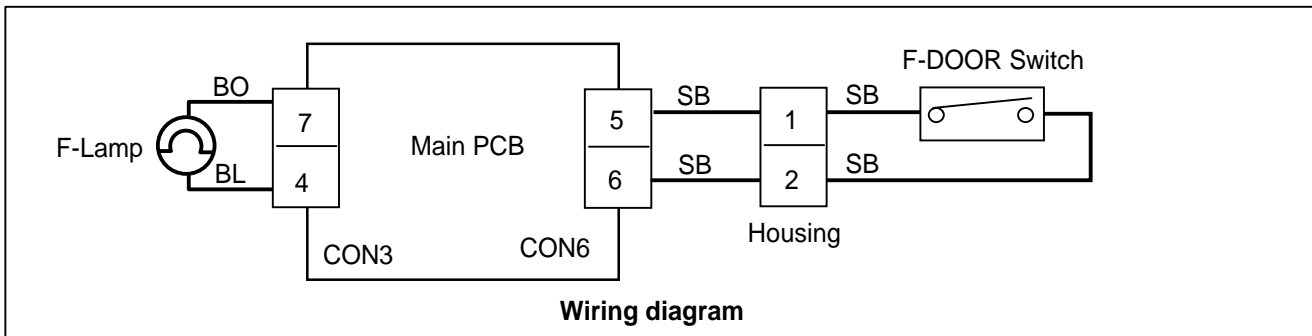 F-DOOR Switch
BO
SB
SB
7
5
1
F-Lamp
Main PCB
BL
4
6
SB
2
SB
Housing
CON3
CON6
Wiring diagram